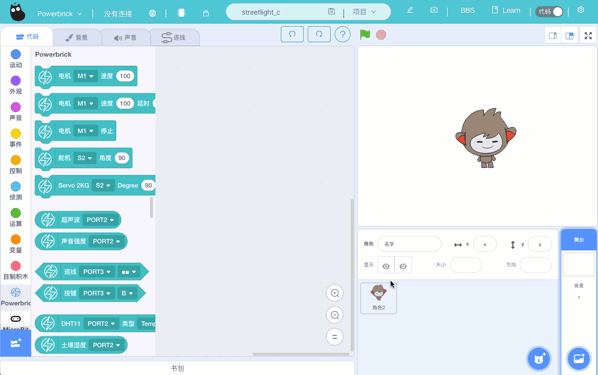 Powerbrick
没有连接
streetlight_c
项目
BBS
Learn
代码
代码
音量
声音
连线
运动
外观
声音
事件
控制
侦测
运算
变量
自制积木
Powerbric
MicroBit
Powerbrick
电机 M1 速度 100
电机 M1 速度 100 延时
电机 M1 停止
舵机 S2 角度 90
Servo 2KG S2 Degree 90
超声波 PORT2
声音强度 PORT2
巡线 PORT3
按键 PORT3 B
DHT11 PORT2 类型 Temp
土壤湿度 PORT2
书包
角色 名字 x x y y
显示 大小 方向
角色2
舞台
背景
1